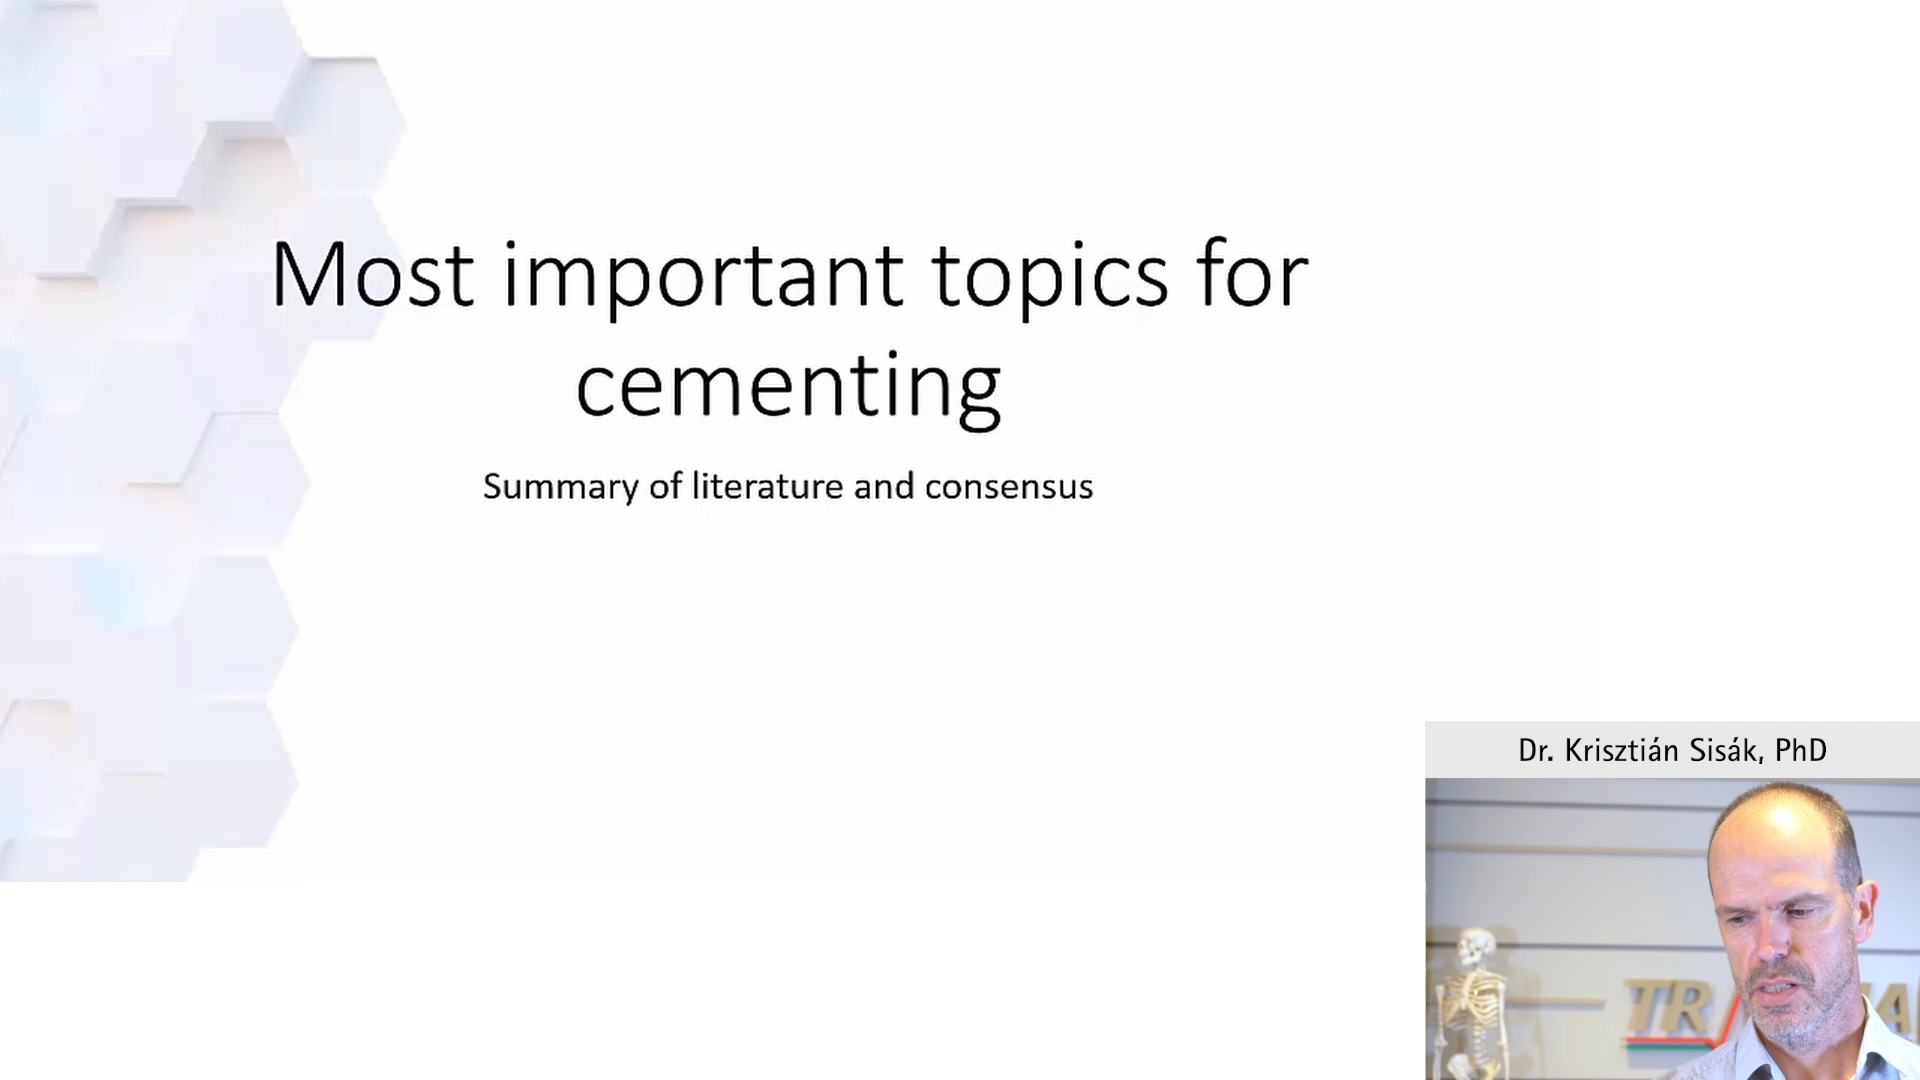 Most important topics for
cementing
Summary of literature and consensus
Dr. Krisztián Sisák, PhD